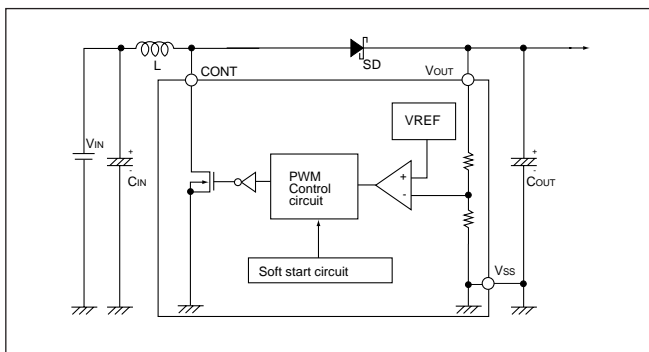 L
CONT
SD
VOUT
VREF
VIN
+
-
CIN
PWM
Control
circuit
+
-
+
-
COUT
Soft start circuit
VSS